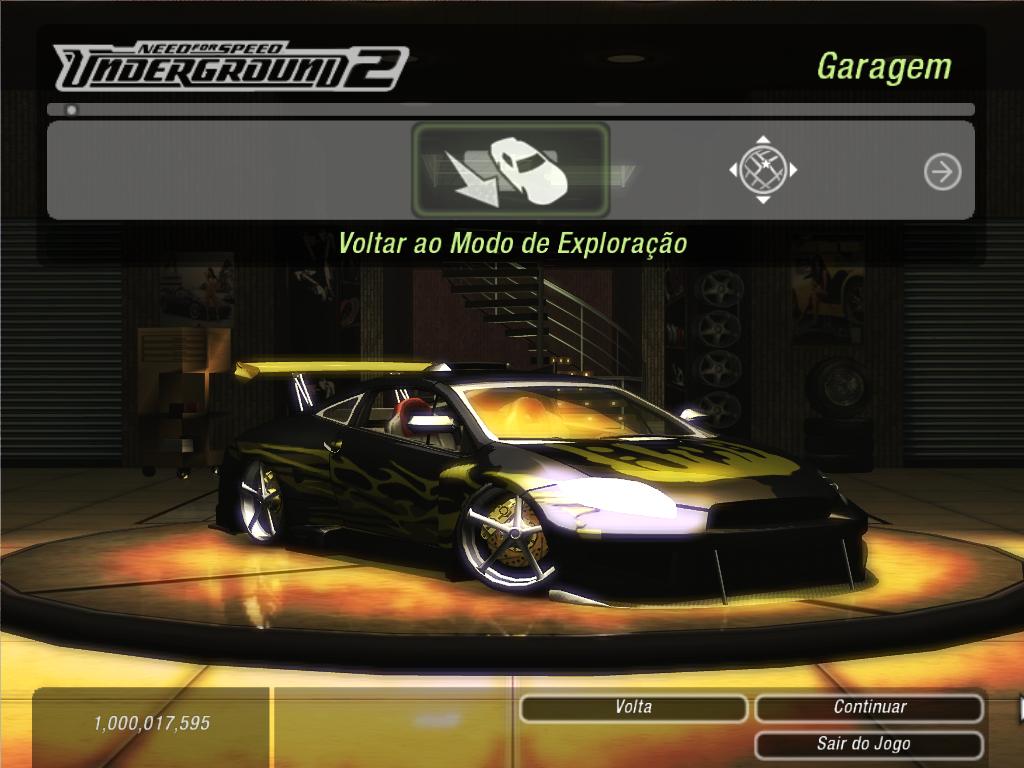 NEED FOR SPEED
UNDERGROUND 2
Garagem
Voltar ao Modo de Exploração
1,000,017,595
Volta
Continuar
Sair do Jogo